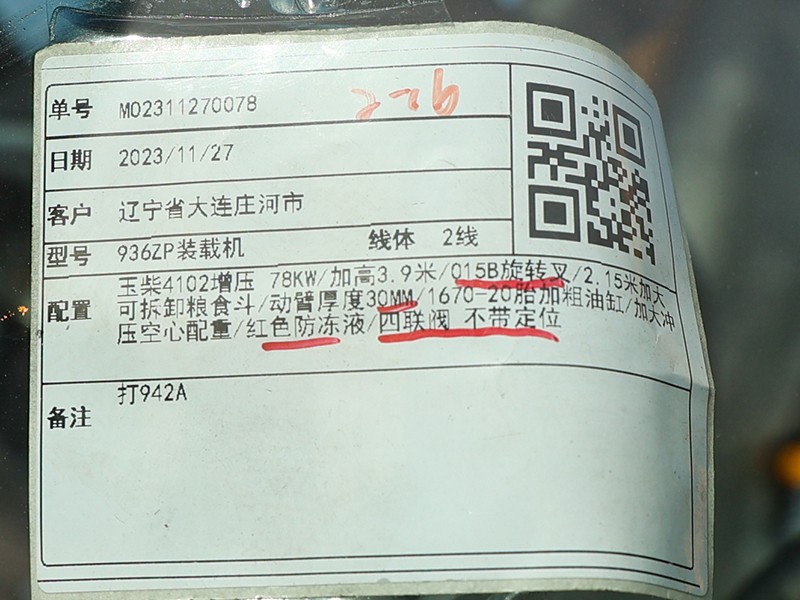 单号 M02311270078 226
日期 2023/11/27
客户 辽宁省大连庄河市
型号 936ZP装载机 线体 2线
配置 玉柴4102增压 78KW/加高3.9米/015B旋转叉/2.15米加大
可拆卸粮食斗/动臂厚度30MM/1670-20胎加粗油缸/加大冲
压空心配重/红色防冻液/四联阀 不带定位
备注 打942A